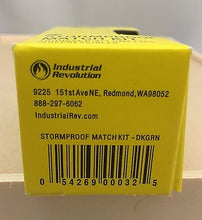 Industrial
Revolution
9225 151st Ave NE, Redmond, WA 98052
888-297-6062
IndustrialRev.com
STORMPROOF MATCH KIT - DKGRN
0 54269 00032 5